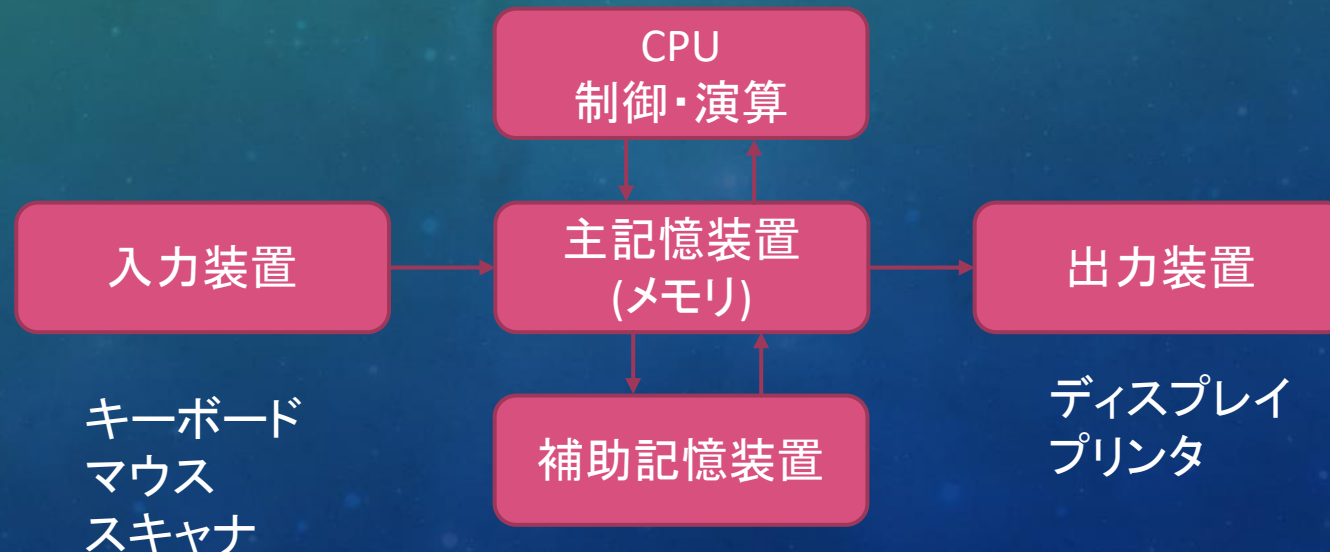 CPU
制御・演算
入力装置
主記憶装置
(メモリ)
出力装置
キーボード
マウス
スキャナ
補助記憶装置
ディスプレイ
プリンタ